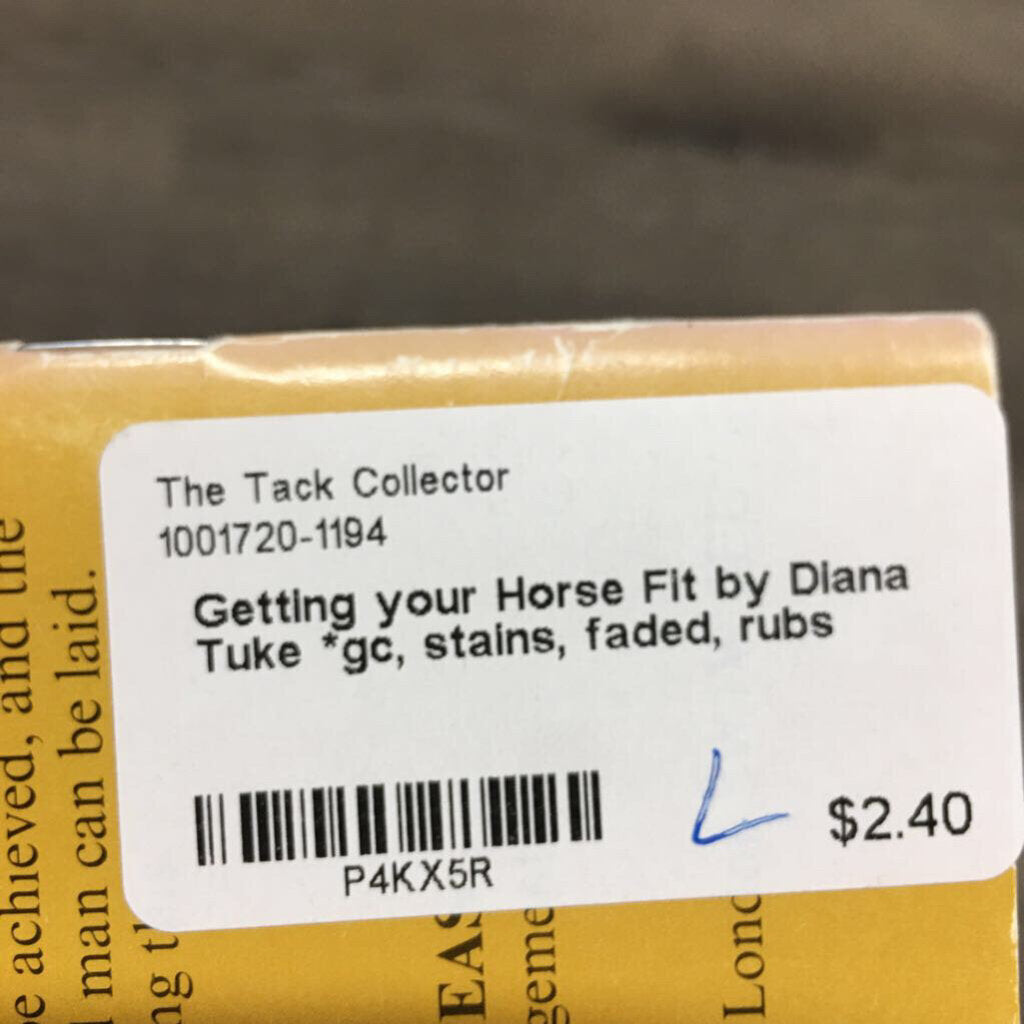 The Tack Collector
1001720-1194
Getting your Horse Fit by Diana
Tuke *gc, stains, faded, rubs
L
$2.40
P4KX5R
achieved, and the
man can be laid.